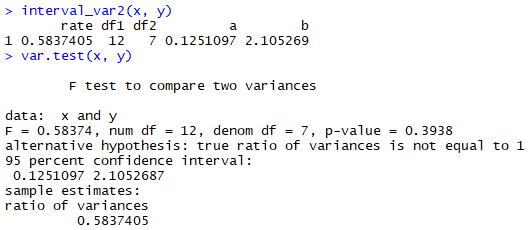 > interval_var2(x, y)
       rate df1 df2         a        b
1 0.5837405  12   7 0.1251097 2.105269
> var.test(x, y)
        F test to compare two variances
data:  x and y
F = 0.58374, num df = 12, denom df = 7, p-value = 0.3938
alternative hypothesis: true ratio of variances is not equal to 1
95 percent confidence interval:
 0.1251097 2.1052687
sample estimates:
ratio of variances
         0.5837405